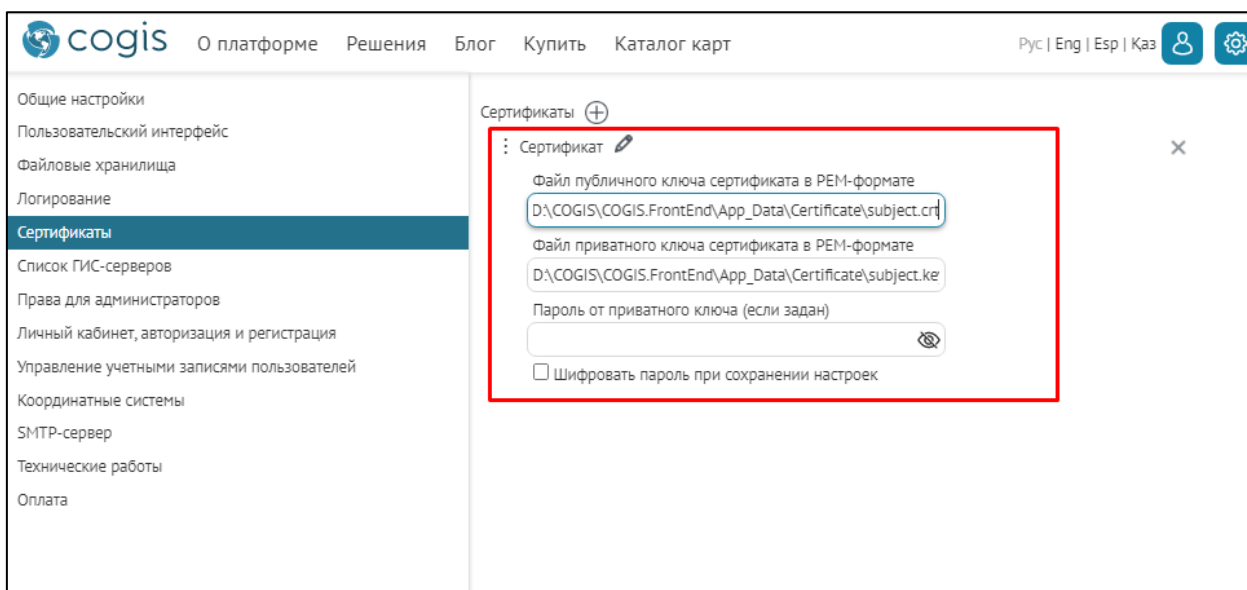 cogis О платформе Решения Блог Купить Каталог карт Рус | Eng | Esp | Қаз
Общие настройки
Пользовательский интерфейс
Файловые хранилища
Логирование
Сертификаты
Список ГИС-серверов
Права для администраторов
Личный кабинет, авторизация и регистрация
Управление учетными записями пользователей
Координатные системы
SMTP-сервер
Технические работы
Оплата
Сертификаты
Сертификат
Файл публичного ключа сертификата в PEM-формате
D:\COGIS\COGIS.FrontEnd\App_Data\Certificate\subject.crt
Файл приватного ключа сертификата в PEM-формате
D:\COGIS\COGIS.FrontEnd\App_Data\Certificate\subject.ke
Пароль от приватного ключа (если задан)
Шифровать пароль при сохранении настроек